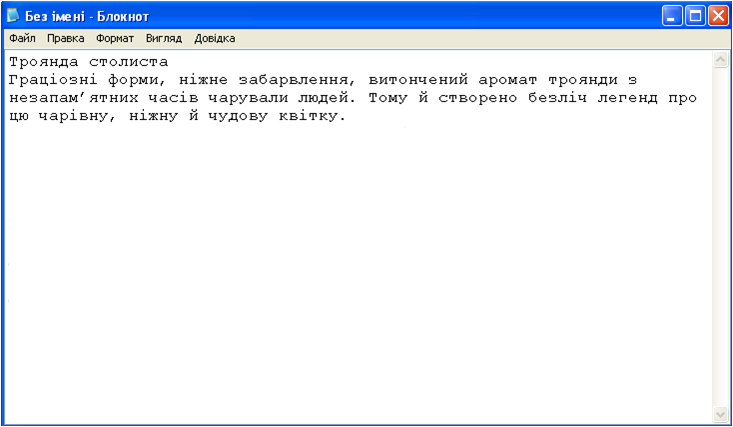 Без імені - Блокнот
Файл Правка Формат Вигляд Довідка
Троянда столиста
Граціозні форми, ніжне забарвлення, витончений аромат троянди з
незапам’ятних часів чарували людей. Тому й створено безліч легенд про
цю чарівну, ніжну й чудову квітку.